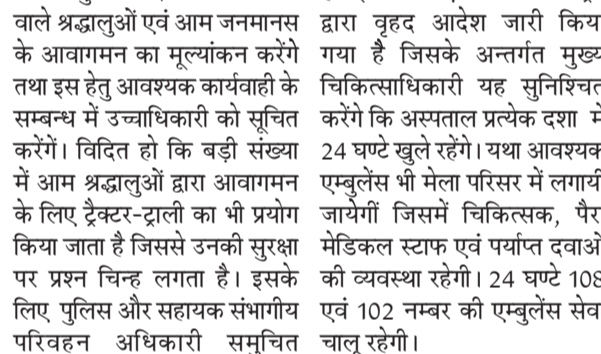 वाले श्रद्धालुओं एवं आम जनमानस
के आवागमन का मूल्यांकन करेंगे
तथा इस हेतु आवश्यक कार्यवाही के
सम्बन्ध में उच्चाधिकारी को सूचित
करेंगें। विदित हो कि बड़ी संख्या
में आम श्रद्धालुओं द्वारा आवागमन
के लिए ट्रैक्टर-ट्राली का भी प्रयोग
किया जाता है जिससे उनकी सुरक्षा
पर प्रश्न चिन्ह लगता है। इसके
लिए पुलिस और सहायक संभागीय
परिवहन अधिकारी समुचित
द्वारा वृहद आदेश जारी किय
गया है जिसके अन्तर्गत मुख्य
चिकित्साधिकारी यह सुनिश्चित
करेंगे कि अस्पताल प्रत्येक दशा मे
24 घण्टे खुले रहेंगे। यथा आवश्यक
एम्बुलेंस भी मेला परिसर में लगायी
जायेगीं जिसमें चिकित्सक, पैर
मेडिकल स्टाफ एवं पर्याप्त दवाओ
की व्यवस्था रहेगी। 24 घण्टे 108
एवं 102 नम्बर की एम्बुलेंस सेव
चालू रहेगी।